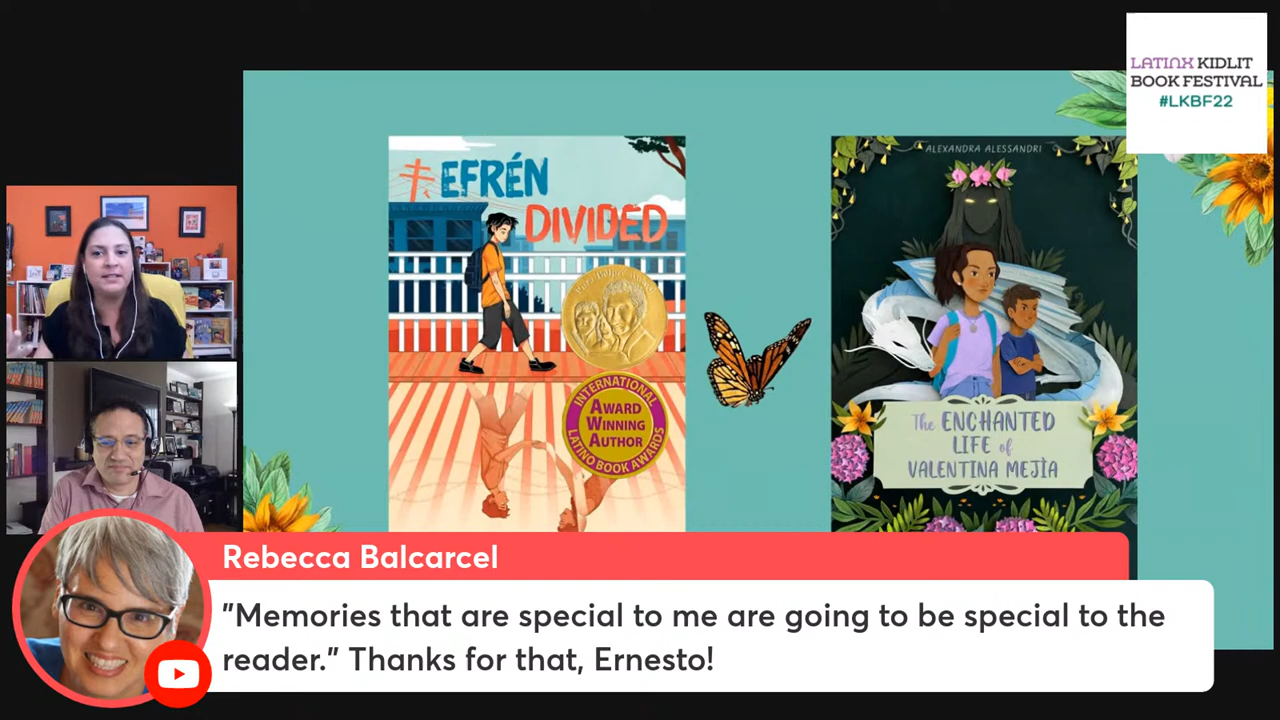 LATINX KIDLIT
BOOK FESTIVAL
#LKBF22
EFRÉN
DIVIDED
INTERNATIONAL
AWARD
WINNING
AUTHOR
LATINO BOOK AWARDS
ALEXANDRA ALESSANDRI
The ENCHANTED
LIFE of
VALENTINA MEJÌA
Rebecca Balcarcel
"Memories that are special to me are going to be special to the
reader." Thanks for that, Ernesto!